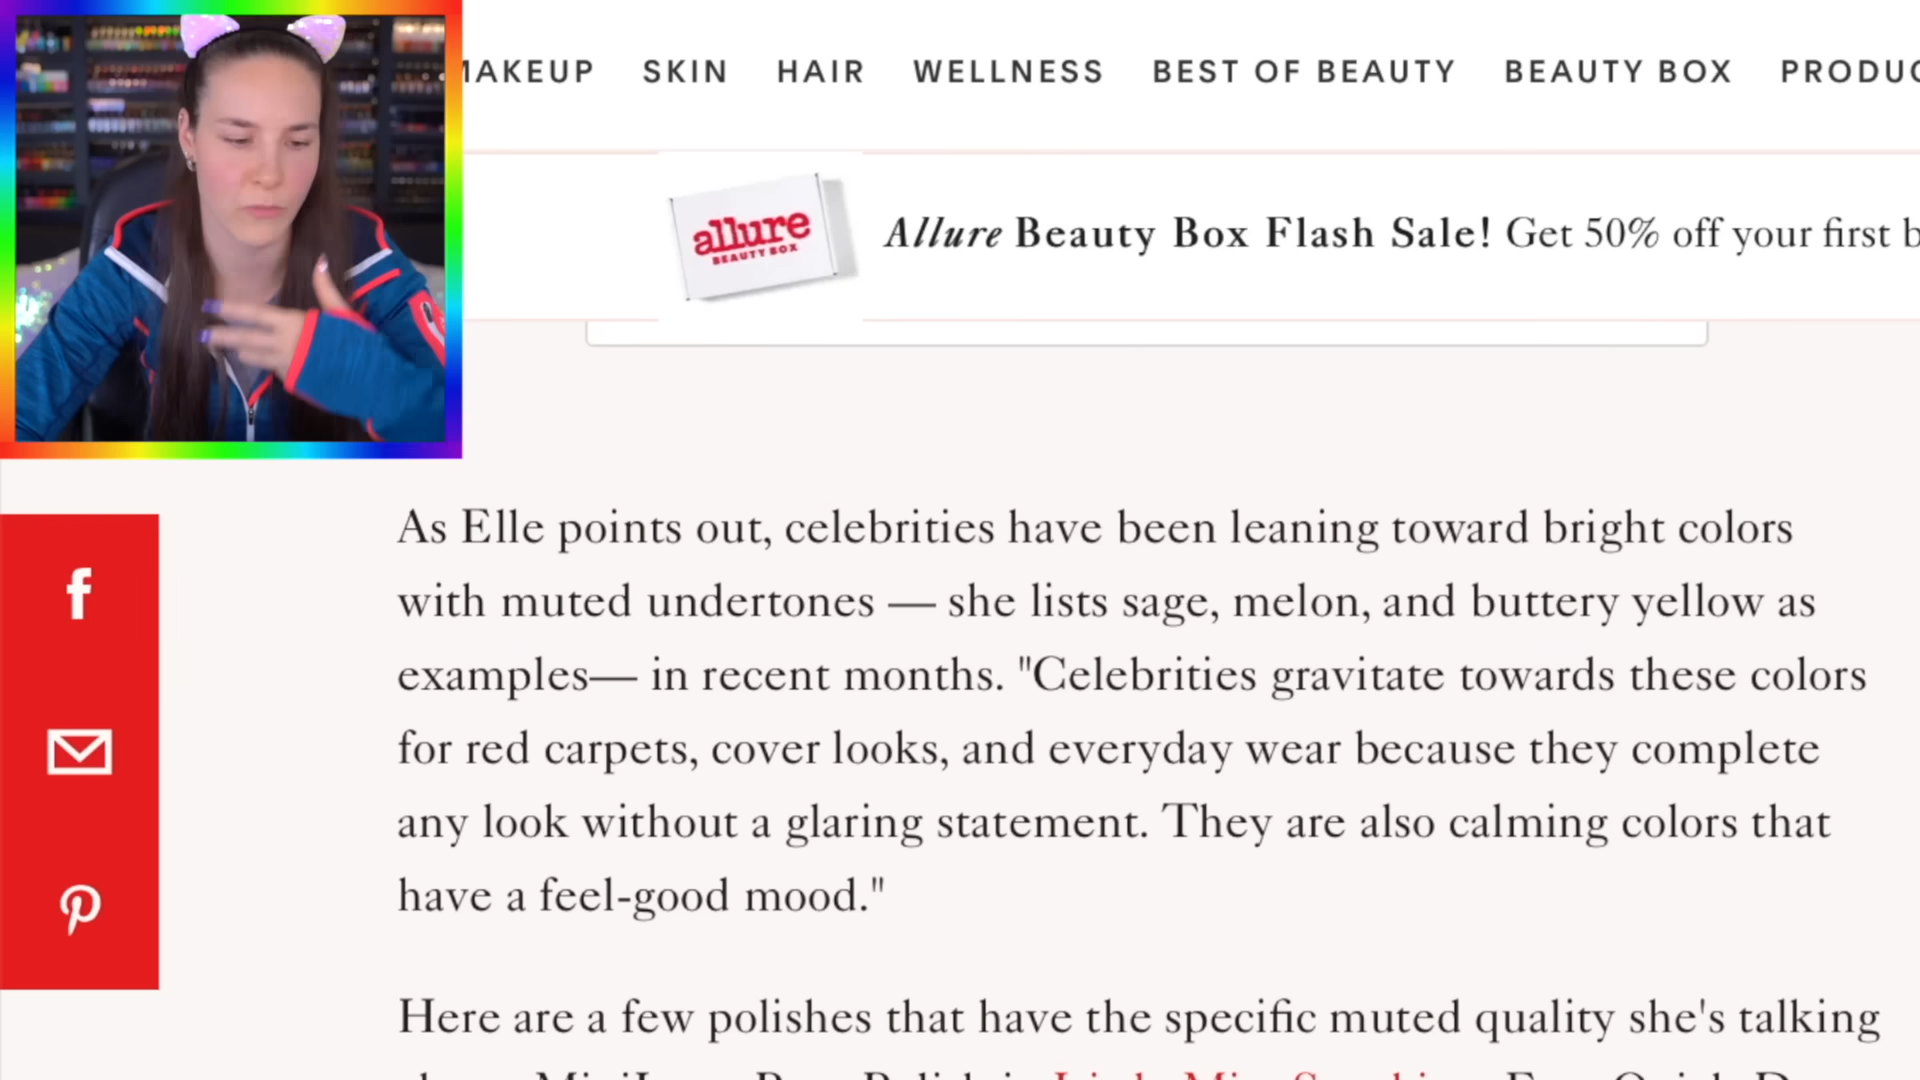 MAKEUP SKIN HAIR WELLNESS BEST OF BEAUTY BEAUTY BOX
allure
BEAUTY BOX
Allure Beauty Box Flash Sale! Get 50% off your first
As Elle points out, celebrities have been leaning toward bright colors
with muted undertones — she lists sage, melon, and buttery yellow as
examples— in recent months. "Celebrities gravitate towards these colors
for red carpets, cover looks, and everyday wear because they complete
any look without a glaring statement. They are also calming colors that
have a feel-good mood."
Here are a few polishes that have the specific muted quality she's talking